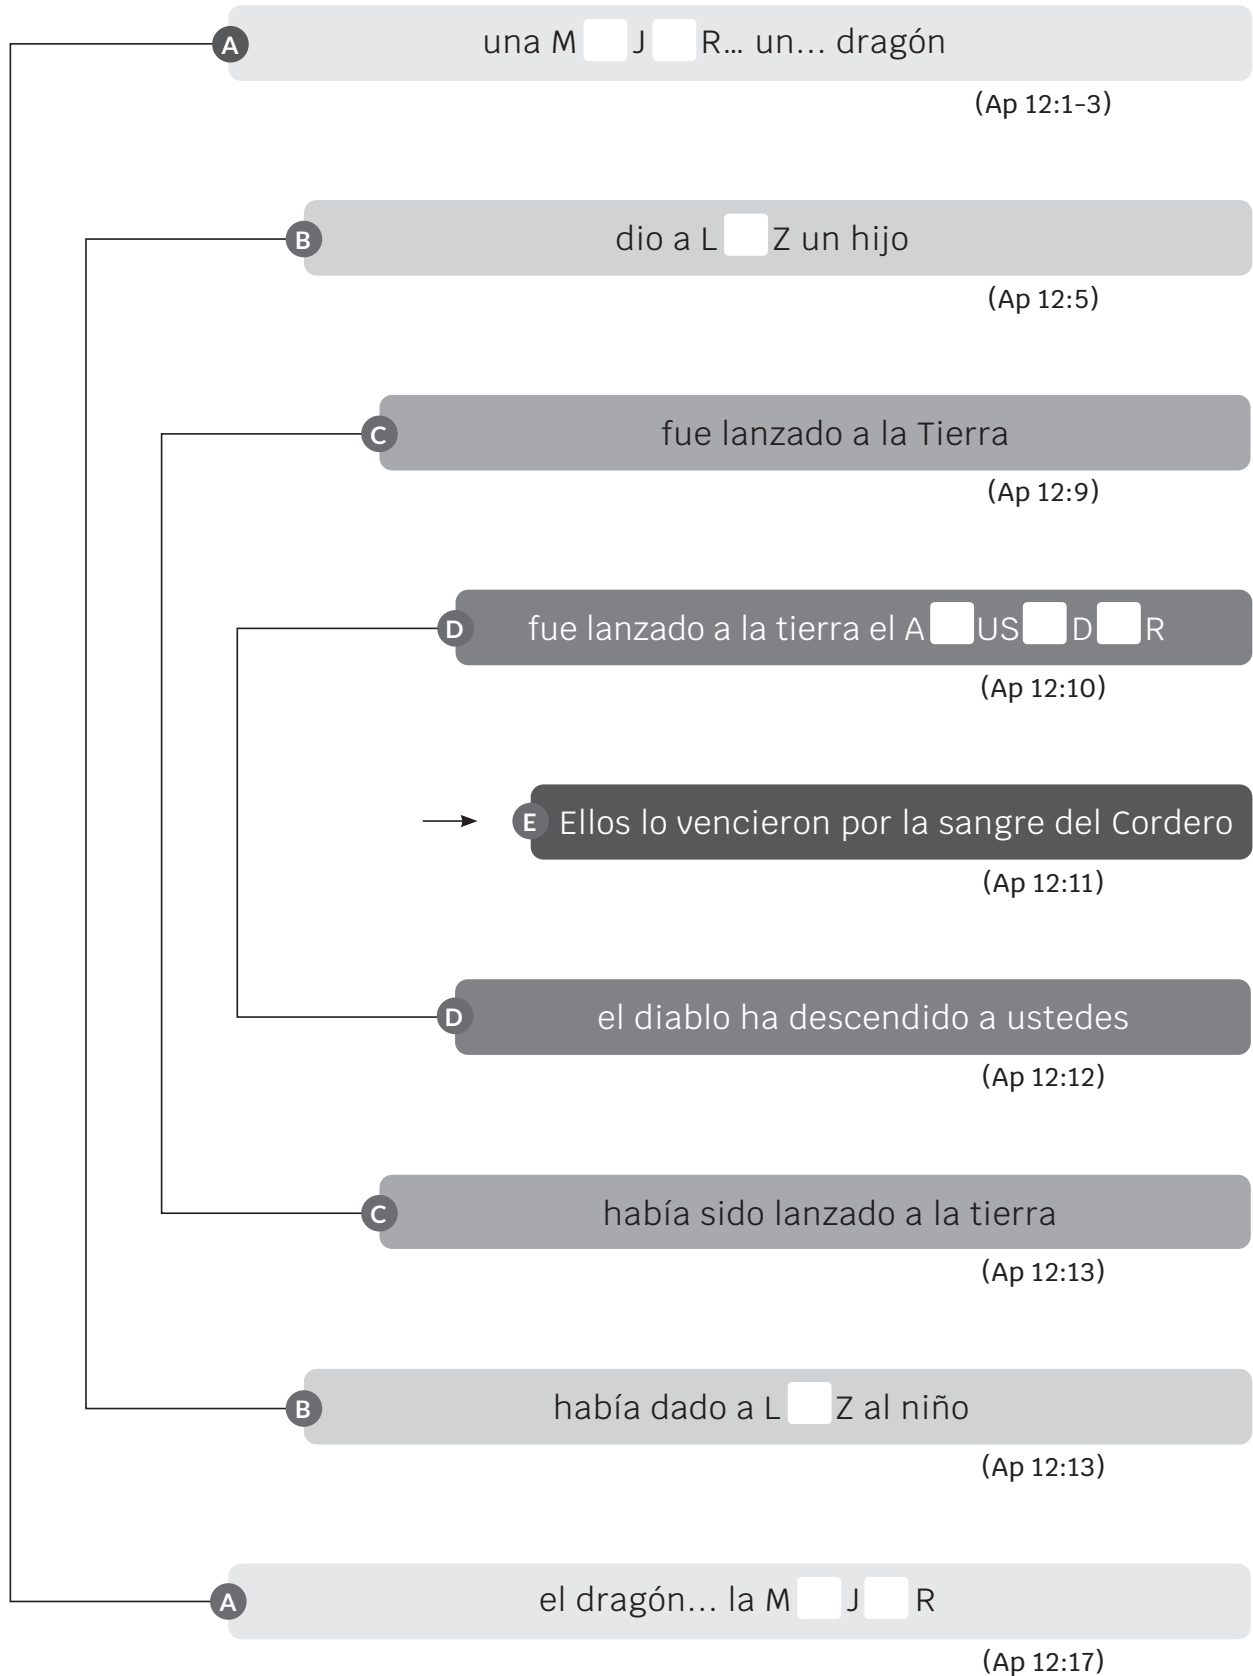 A una M J R... un... dragón
(Ap 12:1-3)
B dio a L Z un hijo
(Ap 12:5)
C fue lanzado a la Tierra
(Ap 12:9)
D fue lanzado a la tierra el A US D R
(Ap 12:10)
E Ellos lo vencieron por la sangre del Cordero
(Ap 12:11)
D el diablo ha descendido a ustedes
(Ap 12:12)
C había sido lanzado a la tierra
(Ap 12:13)
B había dado a L Z al niño
(Ap 12:13)
A el dragón... la M J R
(Ap 12:17)